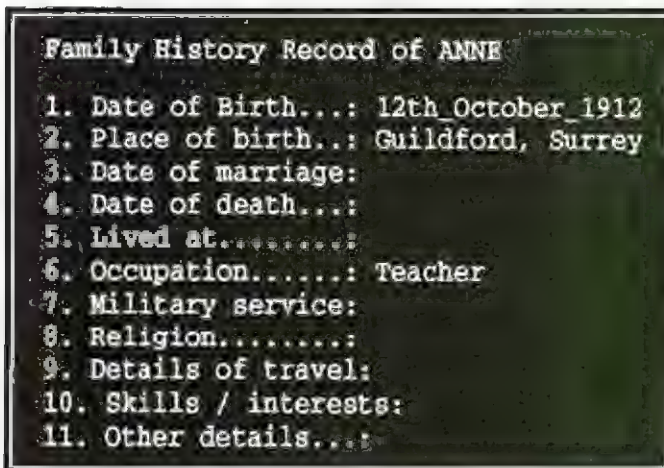 Family History Record of ANNE
1. Date of Birth...: 12th_October_1912
2. Place of birth..: Guildford, Surrey
3. Date of marriage:
4. Date of death...:
5. Lived at........:
6. Occupation......: Teacher
7. Military service:
8. Religion........:
9. Details of travel:
10. Skills / interests:
11. Other details...: